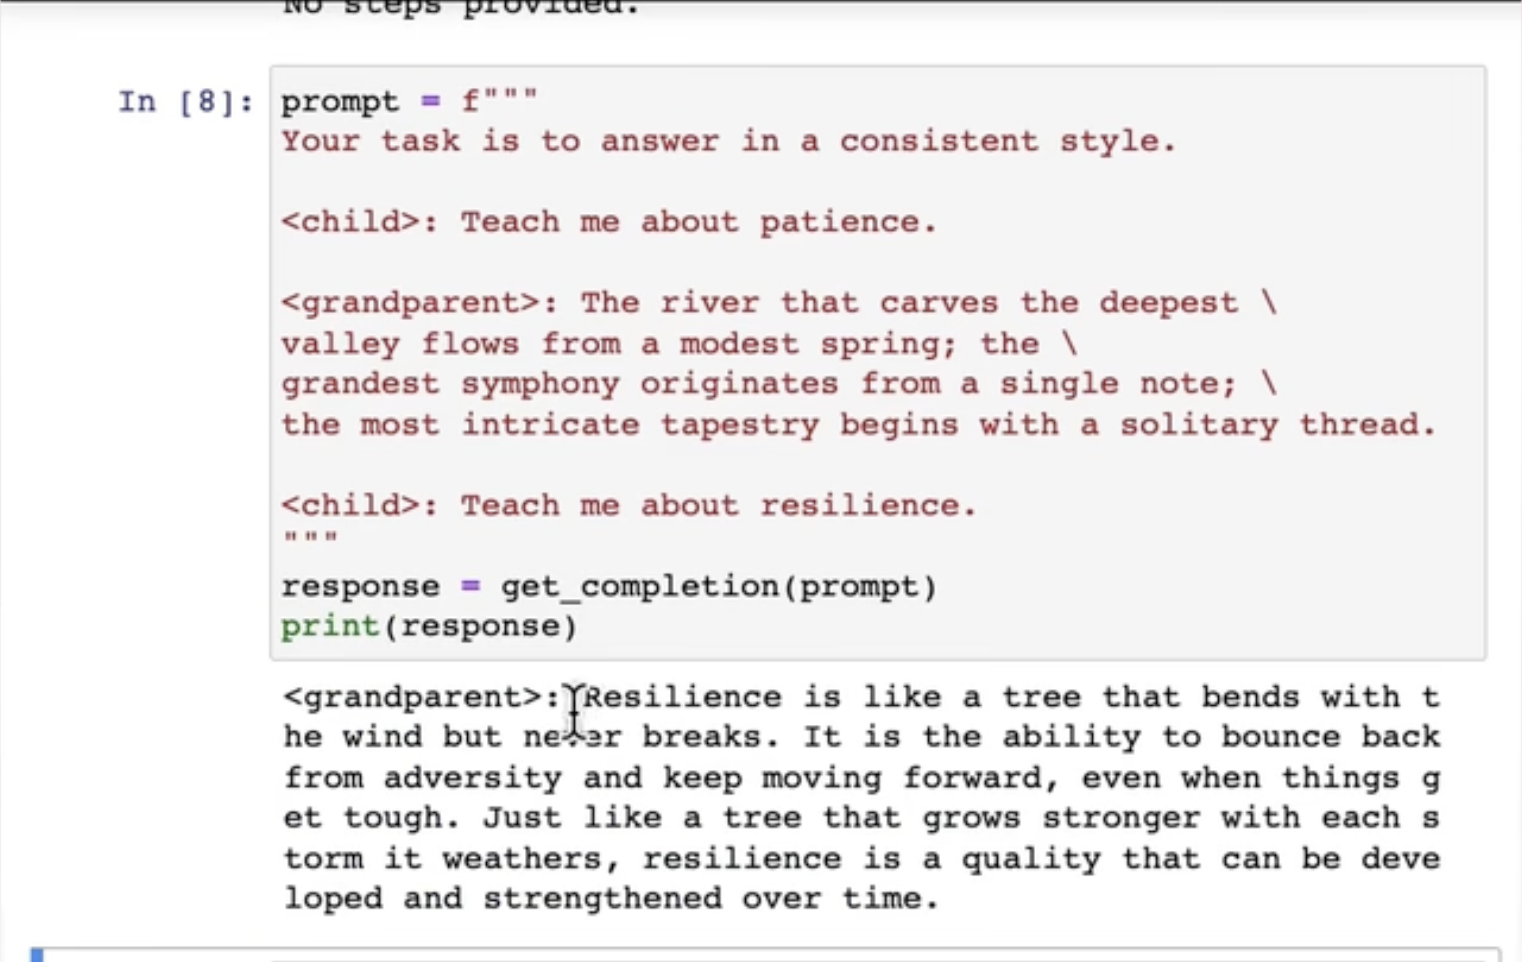 No steps provided.
In [8]: prompt = f"""
Your task is to answer in a consistent style.
<child>: Teach me about patience.
<grandparent>: The river that carves the deepest \
valley flows from a modest spring; the \
grandest symphony originates from a single note; \
the most intricate tapestry begins with a solitary thread.
<child>: Teach me about resilience.
"""
response = get_completion(prompt)
print(response)
<grandparent>: Resilience is like a tree that bends with t
he wind but never breaks. It is the ability to bounce back
from adversity and keep moving forward, even when things g
et tough. Just like a tree that grows stronger with each s
torm it weathers, resilience is a quality that can be deve
loped and strengthened over time.